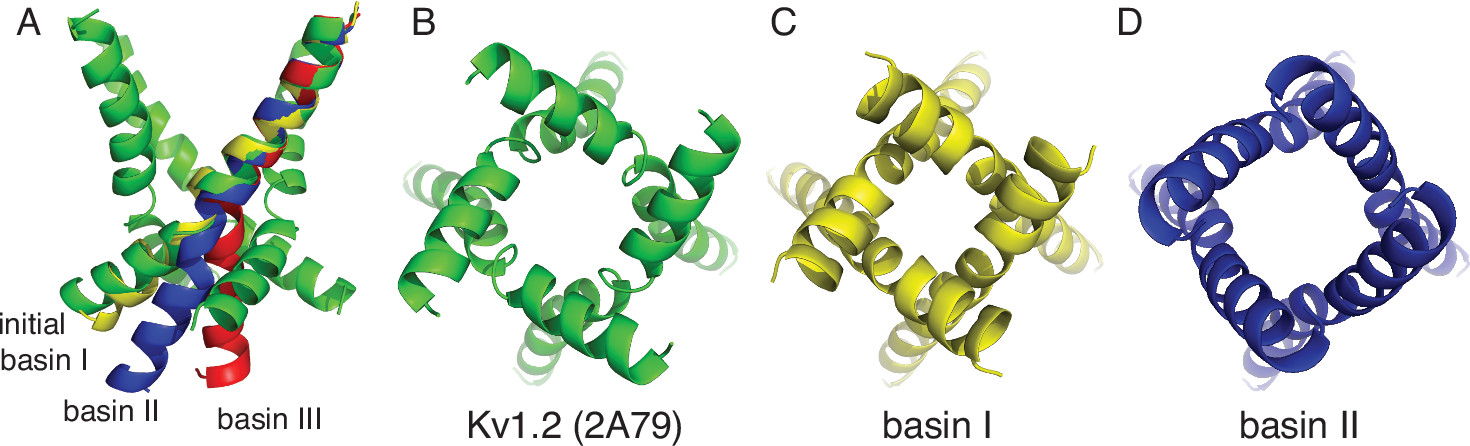 A
B
C
D
initial
basin I
basin II
basin III
Kv1.2 (2A79)
basin I
basin II